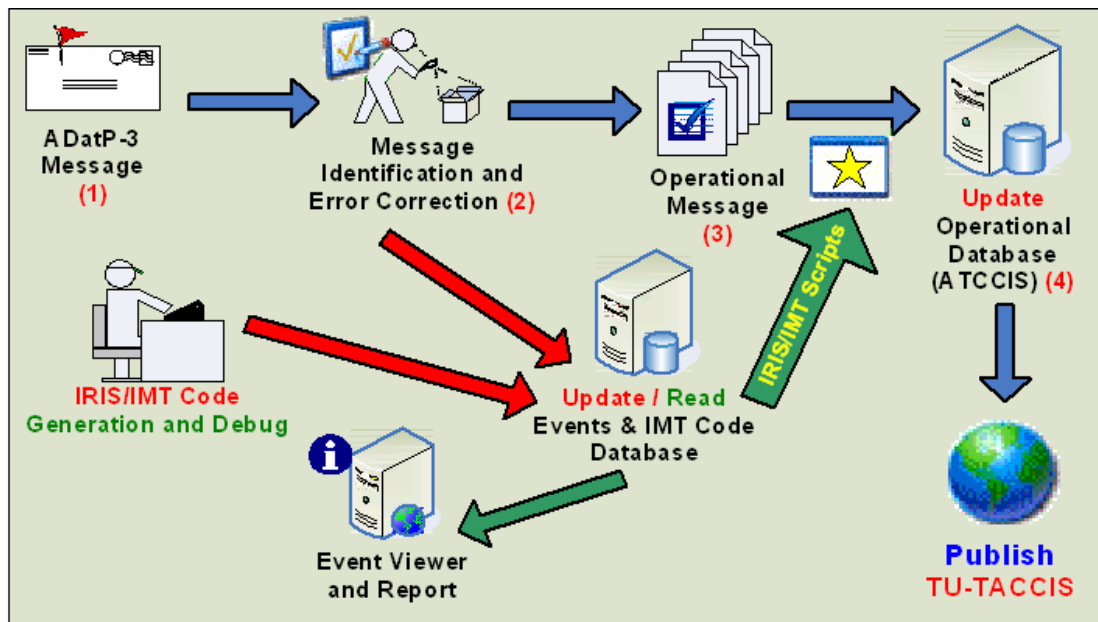 ADatP-3
Message
(1)
Message
Identification and
Error Correction (2)
Operational
Message
(3)
Update
Operational
Database
(ATCCIS) (4)
IRIS/IMT Scripts
IRIS/IMT Code
Generation and Debug
Update / Read
Events & IMT Code
Database
Event Viewer
and Report
Publish
TU-TACCIS